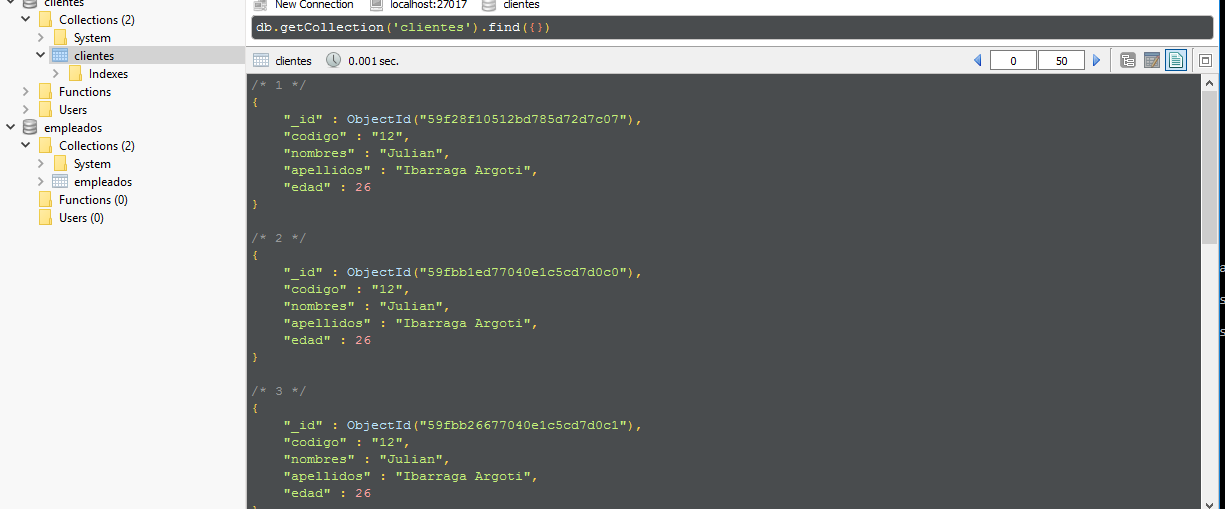 clientes
Collections (2)
System
clientes
Indexes
Functions
Users
empleados
Collections (2)
System
empleados
Functions (0)
Users (0)
New Connection localhost:27017 clientes
db.getCollection('clientes').find({})
clientes 0.001 sec. 0 50
/* 1 */
{
"_id" : ObjectId("59f28f10512bd785d72d7c07"),
"codigo" : "12",
"nombres" : "Julian",
"apellidos" : "Ibarraga Argoti",
"edad" : 26
}
/* 2 */
{
"_id" : ObjectId("59fbb1ed77040e1c5cd7d0c0"),
"codigo" : "12",
"nombres" : "Julian",
"apellidos" : "Ibarraga Argoti",
"edad" : 26
}
/* 3 */
{
"_id" : ObjectId("59fbb26677040e1c5cd7d0c1"),
"codigo" : "12",
"nombres" : "Julian",
"apellidos" : "Ibarraga Argoti",
"edad" : 26
}